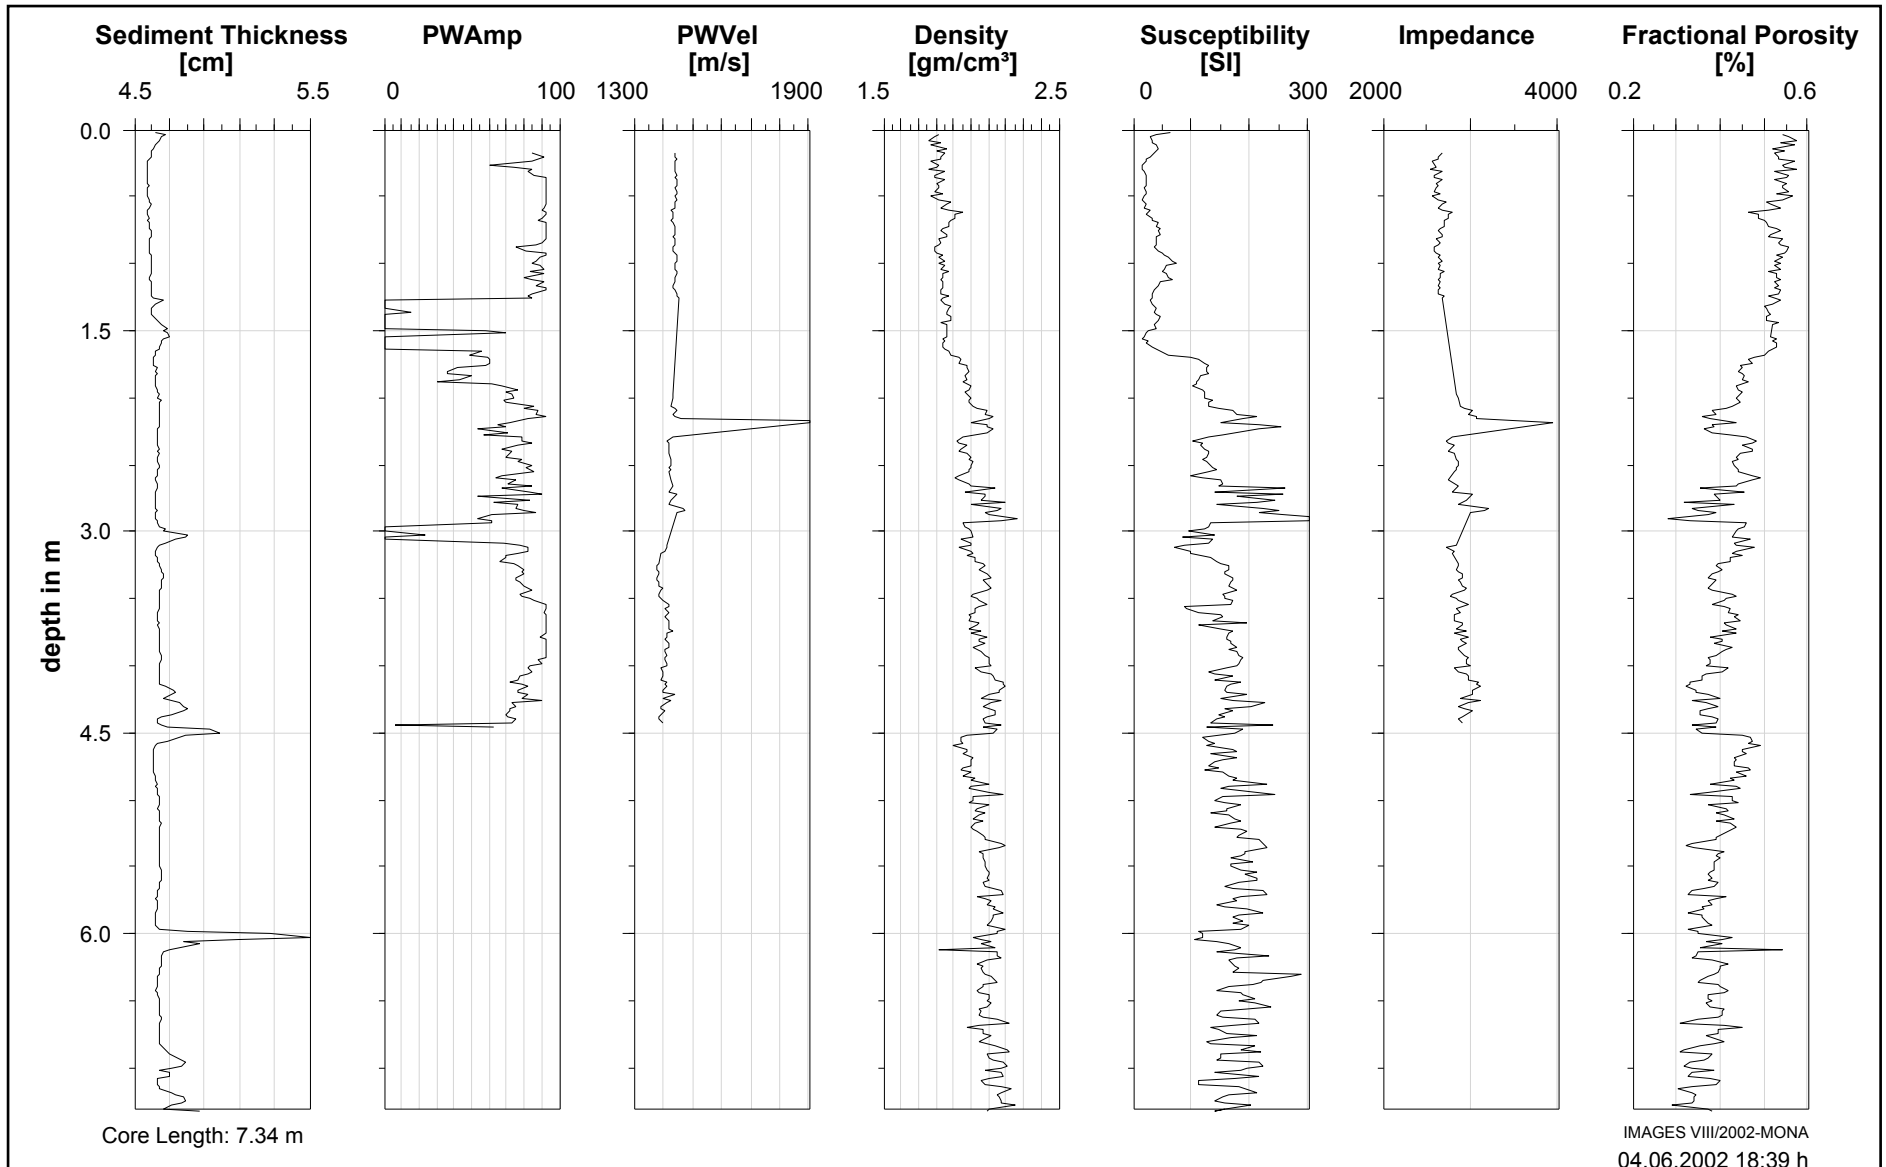 Sediment Thickness PWAmp PWVel Density Susceptibility Impedance Fractional Porosity
[cm] [m/s] [gm/cm³] [SI] [%]
4.5 5.5 0 100 1300 1900 1.5 2.5 0 300 2000 4000 0.2 0.6
0.0
1.5
3.0
depth in m
4.5
6.0
Core Length: 7.34 m
IMAGES VIII/2002-MONA
04.06.2002 18:39 h